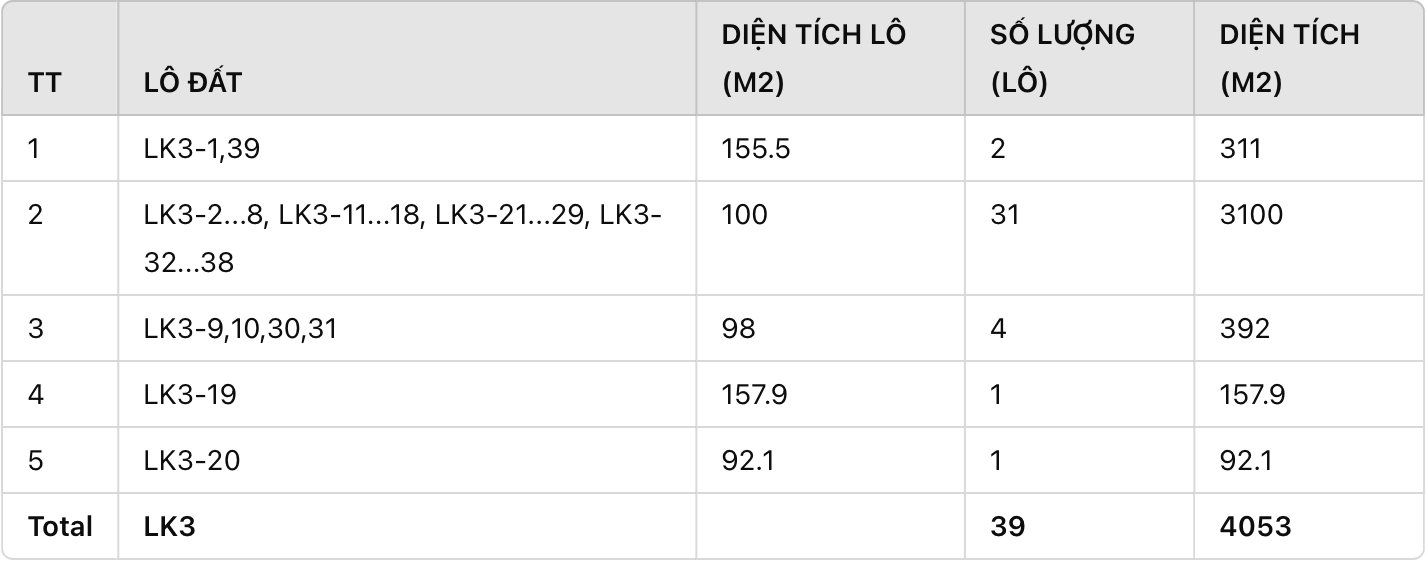 TT LÔ ĐẤT DIỆN TÍCH LÔ (M2) SỐ LƯỢNG (LÔ) DIỆN TÍCH (M2)
1 LK3-1,39 155.5 2 311
2 LK3-2...8, LK3-11...18, LK3-21...29, LK3- 100 31 3100
32...38
3 LK3-9,10,30,31 98 4 392
4 LK3-19 157.9 1 157.9
5 LK3-20 92.1 1 92.1
Total LK3 39 4053